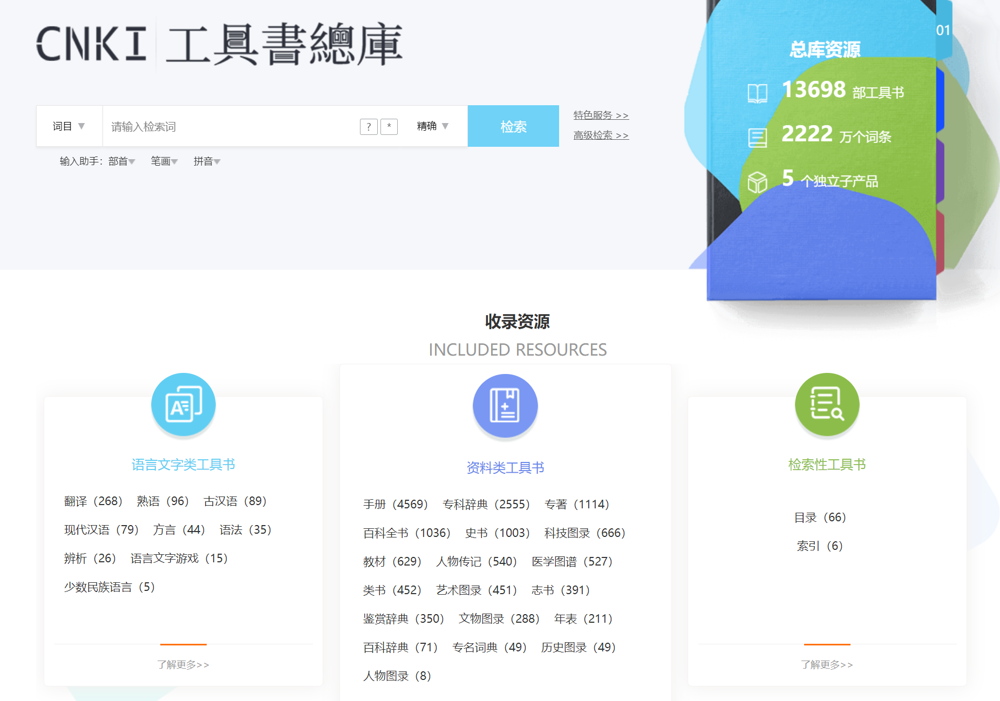 CNKI 工具書總庫
01
总库资源
13698 部工具书
2222 万个词条
5 个独立子产品
词目 ▼ 请输入检索词 ? * 精确 ▼ 检索
特色服务 >>
高级检索 >>
输入助手：部首▼ 笔画▼ 拼音▼
收录资源
INCLUDED RESOURCES
语言文字类工具书
翻译（268） 熟语（96） 古汉语（89）
现代汉语（79） 方言（44） 语法（35）
辨析（26） 语言文字游戏（15）
少数民族语言（5）
了解更多>>
资料类工具书
手册（4569） 专科辞典（2555） 专著（1114）
百科全书（1036） 史书（1003） 科技图录（666）
教材（629） 人物传记（540） 医学图谱（527）
类书（452） 艺术图录（451） 志书（391）
鉴赏辞典（350） 文物图录（288） 年表（211）
百科辞典（71） 专名词典（49） 历史图录（49）
人物图录（8）
检索性工具书
目录（66）
索引（6）
了解更多>>